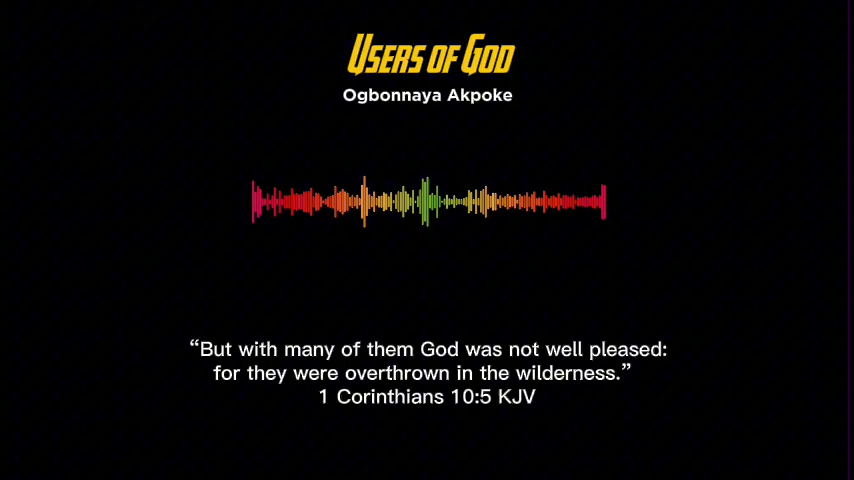 USERS OF GOD
Ogbonnaya Akpoke
“But with many of them God was not well pleased:
for they were overthrown in the wilderness.”
1 Corinthians 10:5 KJV